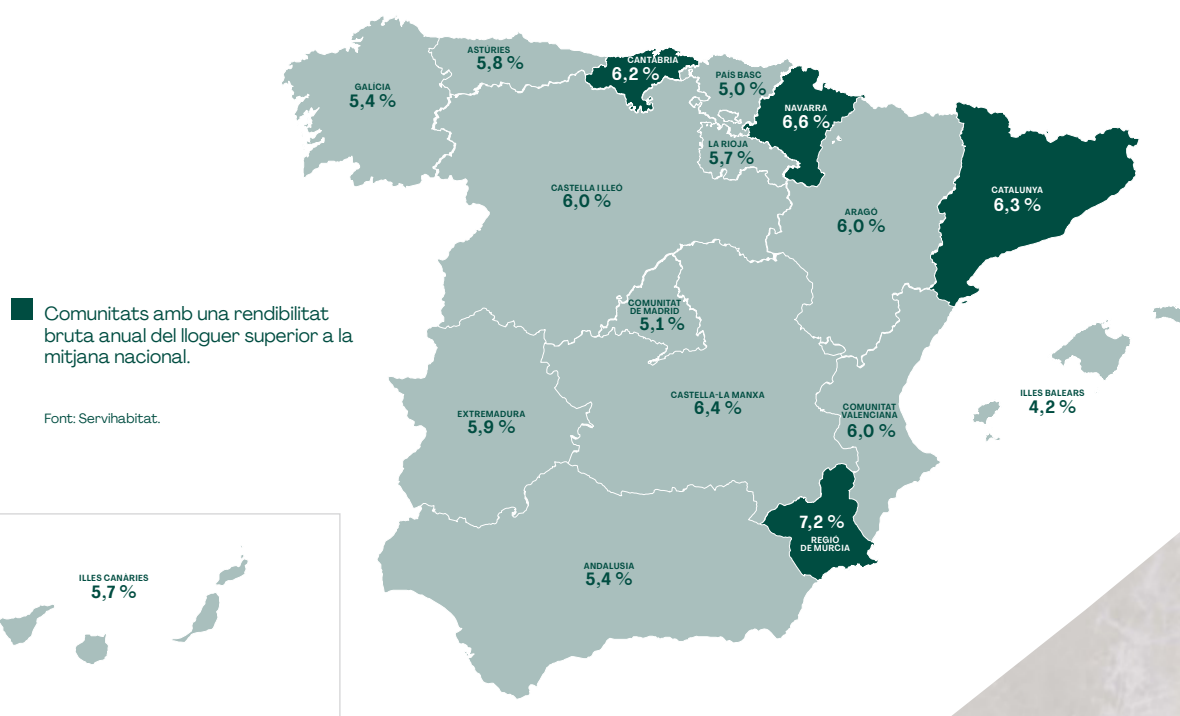 ASTÚRIES
5,8 %
CANTÀBRIA
6,2 %
PAÍS BASC
5,0 %
GALÍCIA
5,4 %
NAVARRA
6,6 %
LA RIOJA
5,7 %
CASTELLA I LLEÓ
6,0 %
CATALUNYA
6,3 %
ARAGÓ
6,0 %
Comunitats amb una rendibilitat
bruta anual del lloguer superior a la
mitjana nacional.
Font: Servihabitat.
COMUNITAT
DE MADRID
5,1 %
ILLES BALEARS
4,2 %
CASTELLA-LA MANXA
6,4 %
EXTREMADURA
5,9 %
COMUNITAT
VALENCIANA
6,0 %
7,2 %
REGIÓ
DE MÚRCIA
ANDALUSIA
5,4 %
ILLES CANÀRIES
5,7 %